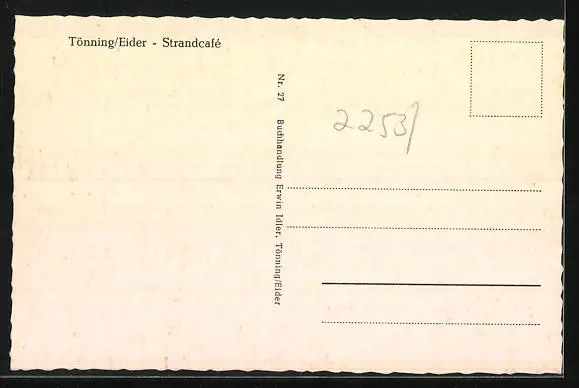 Tönning/Eider - Strandcafé
Nr. 27 Buchhandlung Erwin Idler, Tönning/Eider
2253/